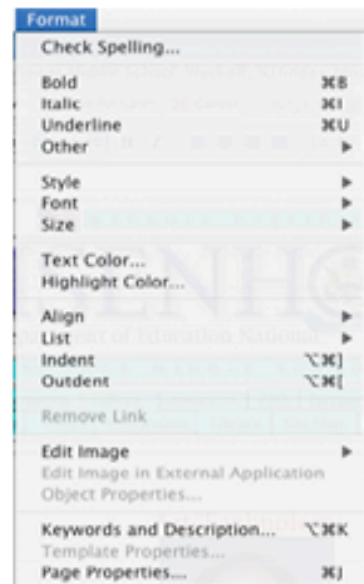 Format
Check Spelling...
Bold ⌘B
Italic ⌘I
Underline ⌘U
Other ▶
Style ▶
Font ▶
Size ▶
Text Color...
Highlight Color...
Align ▶
List ▶
Indent ⌥⌘]
Outdent ⌥⌘[
Remove Link
Edit Image ▶
Edit Image in External Application
Object Properties...
Keywords and Description... ⌥⌘K
Template Properties...
Page Properties... ⌘J